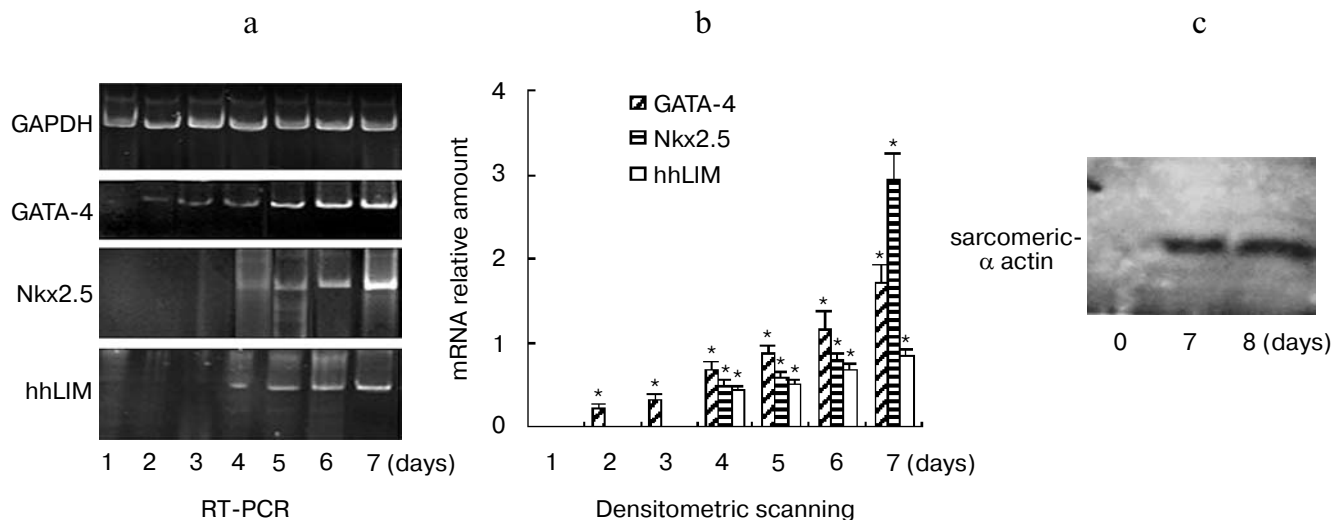 a
GAPDH
GATA-4
Nkx2.5
hhLIM
1 2 3 4 5 6 7 (days)
RT-PCR
b
mRNA relative amount
4
3
2
1
0
GATA-4
Nkx2.5
hhLIM
* * * * * * * * * * * * * *
1 2 3 4 5 6 7 (days)
Densitometric scanning
c
sarcomeric-
α actin
0 7 8 (days)